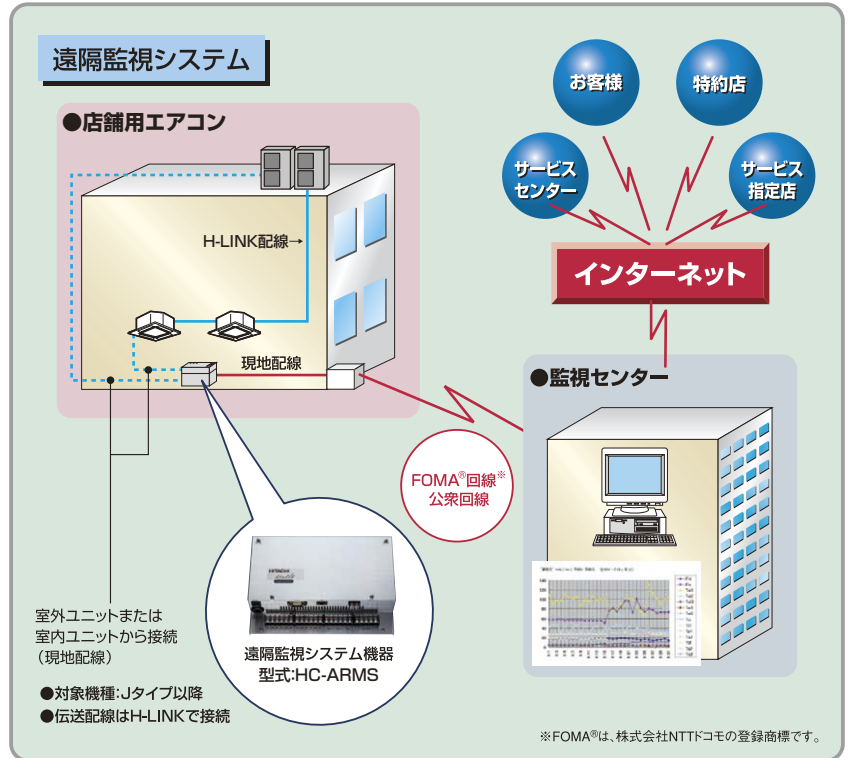 遠隔監視システム
●店舗用エアコン
お客様
特約店
サービス
センター
サービス
指定店
H-LINK配線→
インターネット
現地配線
●監視センター
FOMA®回線※
公衆回線
HITACHI
室外ユニットまたは
室内ユニットから接続
（現地配線）
遠隔監視システム機器
型式:HC-ARMS
●対象機種:Jタイプ以降
●伝送配線はH-LINKで接続
※FOMA®は、株式会社NTTドコモの登録商標です。